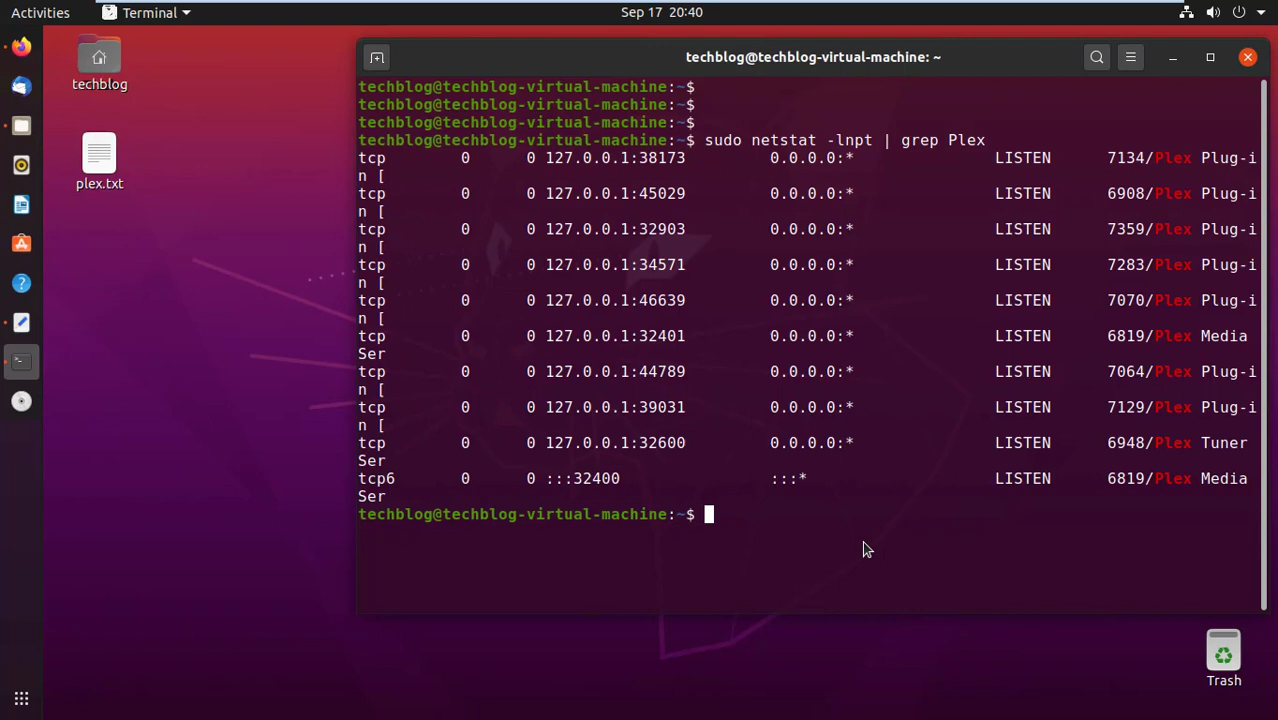 Activities Terminal Sep 17 20:40
techblog@techblog-virtual-machine: ~
techblog
plex.txt
techblog@techblog-virtual-machine:~$
techblog@techblog-virtual-machine:~$
techblog@techblog-virtual-machine:~$
techblog@techblog-virtual-machine:~$ sudo netstat -lnpt | grep Plex
tcp 0 0 127.0.0.1:38173 0.0.0.0:* LISTEN 7134/Plex Plug-i
n [
tcp 0 0 127.0.0.1:45029 0.0.0.0:* LISTEN 6908/Plex Plug-i
n [
tcp 0 0 127.0.0.1:32903 0.0.0.0:* LISTEN 7359/Plex Plug-i
n [
tcp 0 0 127.0.0.1:34571 0.0.0.0:* LISTEN 7283/Plex Plug-i
n [
tcp 0 0 127.0.0.1:46639 0.0.0.0:* LISTEN 7070/Plex Plug-i
n [
tcp 0 0 127.0.0.1:32401 0.0.0.0:* LISTEN 6819/Plex Media
Ser
tcp 0 0 127.0.0.1:44789 0.0.0.0:* LISTEN 7064/Plex Plug-i
n [
tcp 0 0 127.0.0.1:39031 0.0.0.0:* LISTEN 7129/Plex Plug-i
n [
tcp 0 0 127.0.0.1:32600 0.0.0.0:* LISTEN 6948/Plex Tuner
Ser
tcp6 0 0 :::32400 :::* LISTEN 6819/Plex Media
Ser
techblog@techblog-virtual-machine:~$
Trash